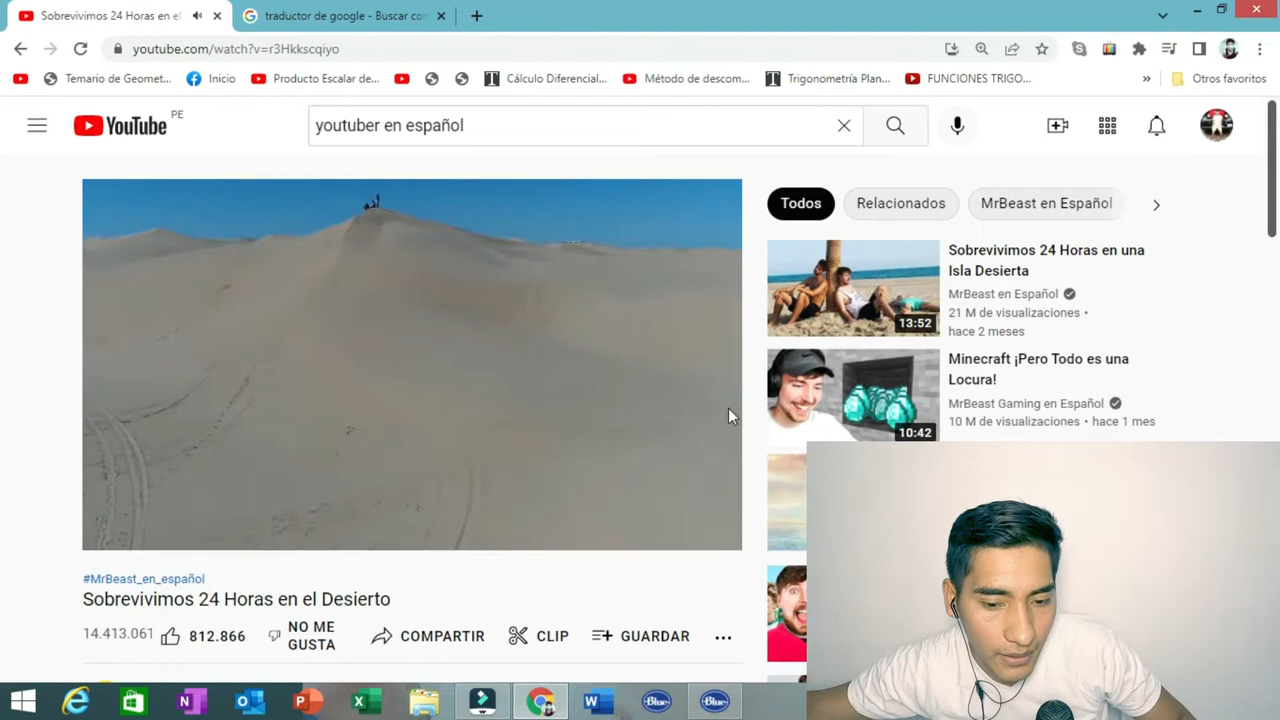 Sobrevivimos 24 Horas en el
traductor de google - Buscar con
youtube.com/watch?v=r3Hkkscqiyo
Temario de Geomet...
Inicio
Producto Escalar de...
Cálculo Diferencial...
Método de descom...
Trigonometría Plan...
FUNCIONES TRIGO...
»
Otros favoritos
YouTube PE
youtuber en español
Todos
Relacionados
MrBeast en Español
Sobrevivimos 24 Horas en una
Isla Desierta
MrBeast en Español
21 M de visualizaciones •
hace 2 meses
13:52
Minecraft ¡Pero Todo es una
Locura!
MrBeast Gaming en Español
10 M de visualizaciones • hace 1 mes
10:42
#MrBeast_en_español
Sobrevivimos 24 Horas en el Desierto
14.413.061
812.866
NO ME
GUSTA
COMPARTIR
CLIP
GUARDAR
Blue
Blue